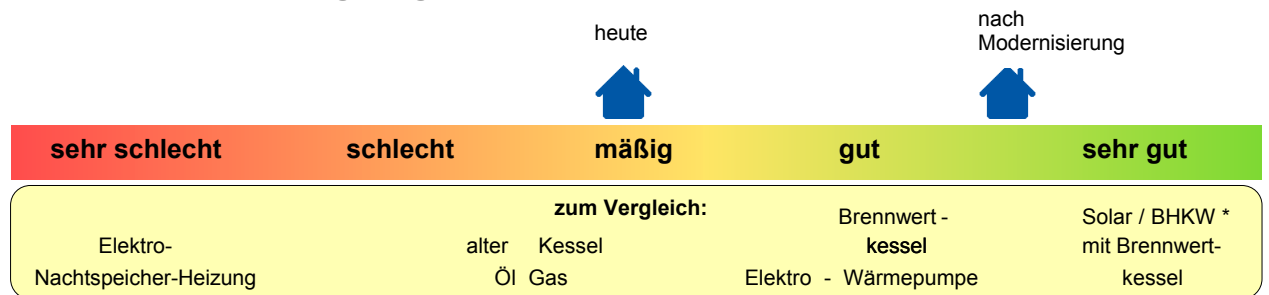 heute
nach
Modernisierung
sehr schlecht schlecht mäßig gut sehr gut
zum Vergleich:
Elektro-
Nachtspeicher-Heizung
alter Kessel
Öl Gas
Brennwert -
kessel
Elektro - Wärmepumpe
Solar / BHKW *
mit Brennwert-
kessel